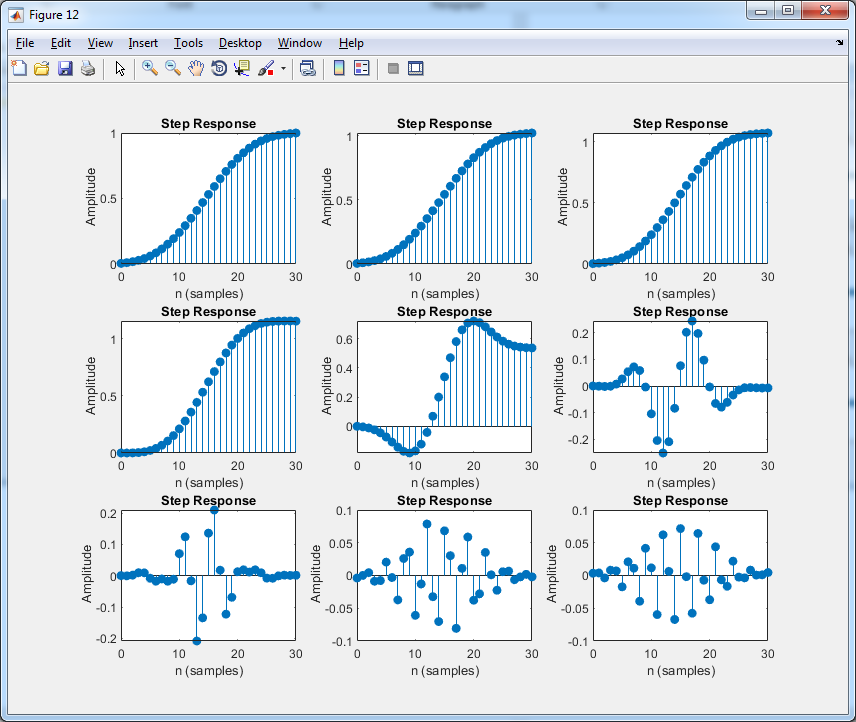 Figure 12
File Edit View Insert Tools Desktop Window Help
Step Response Step Response Step Response
Amplitude Amplitude Amplitude
1 0.5 0
1 0.5 0
1 0.5 0
0 10 20 30 0 10 20 30 0 10 20 30
n (samples) n (samples) n (samples)
Step Response Step Response Step Response
Amplitude Amplitude Amplitude
1 0.5 0
0.6 0.4 0.2 0
0.2 0.1 0 -0.1 -0.2
0 10 20 30 0 10 20 30 0 10 20 30
n (samples) n (samples) n (samples)
Step Response Step Response Step Response
Amplitude Amplitude Amplitude
0.2 0.1 0 -0.1 -0.2
0.1 0.05 0 -0.05 -0.1
0.1 0.05 0 -0.05 -0.1
0 10 20 30 0 10 20 30 0 10 20 30
n (samples) n (samples) n (samples)